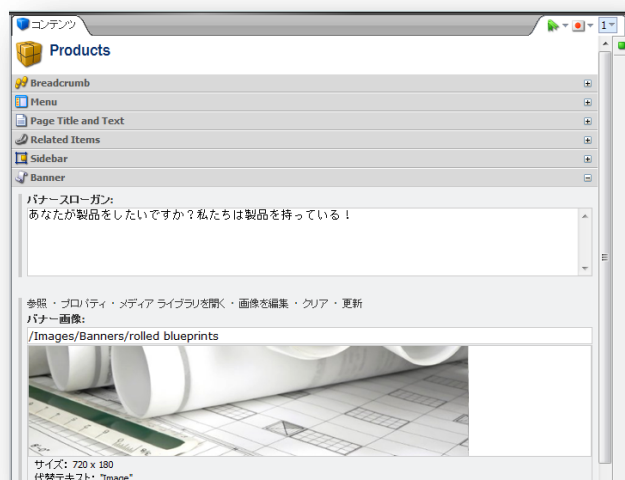 コンテンツ
1
Products
Breadcrumb
Menu
Page Title and Text
Related Items
Sidebar
Banner
バナースローガン:
あなたが製品をしたいですか？私たちは製品を持っている！
参照 ・ プロパティ ・ メディア ライブラリを開く ・ 画像を編集 ・ クリア ・ 更新
バナー画像:
/Images/Banners/rolled blueprints
サイズ: 720 x 180
代替テキスト: "Image"